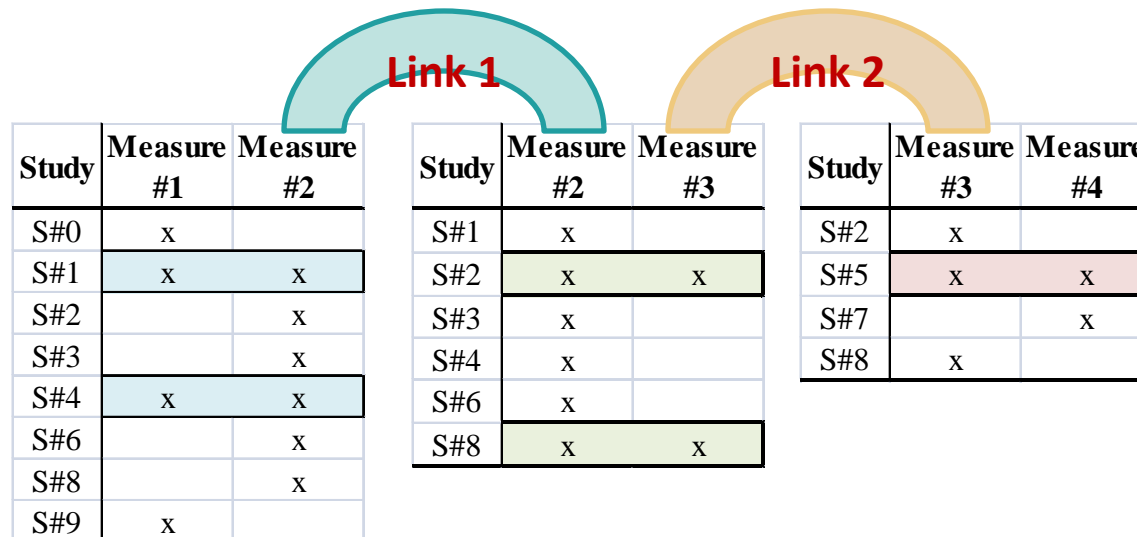 Link 1
Link 2
Study Measure #1 Measure #2
S#0 x
S#1 x x
S#2 x
S#3 x
S#4 x x
S#6 x
S#8 x
S#9 x
Study Measure #2 Measure #3
S#1 x
S#2 x x
S#3 x
S#4 x
S#6 x
S#8 x x
Study Measure #3 Measure #4
S#2 x
S#5 x x
S#7 x
S#8 x